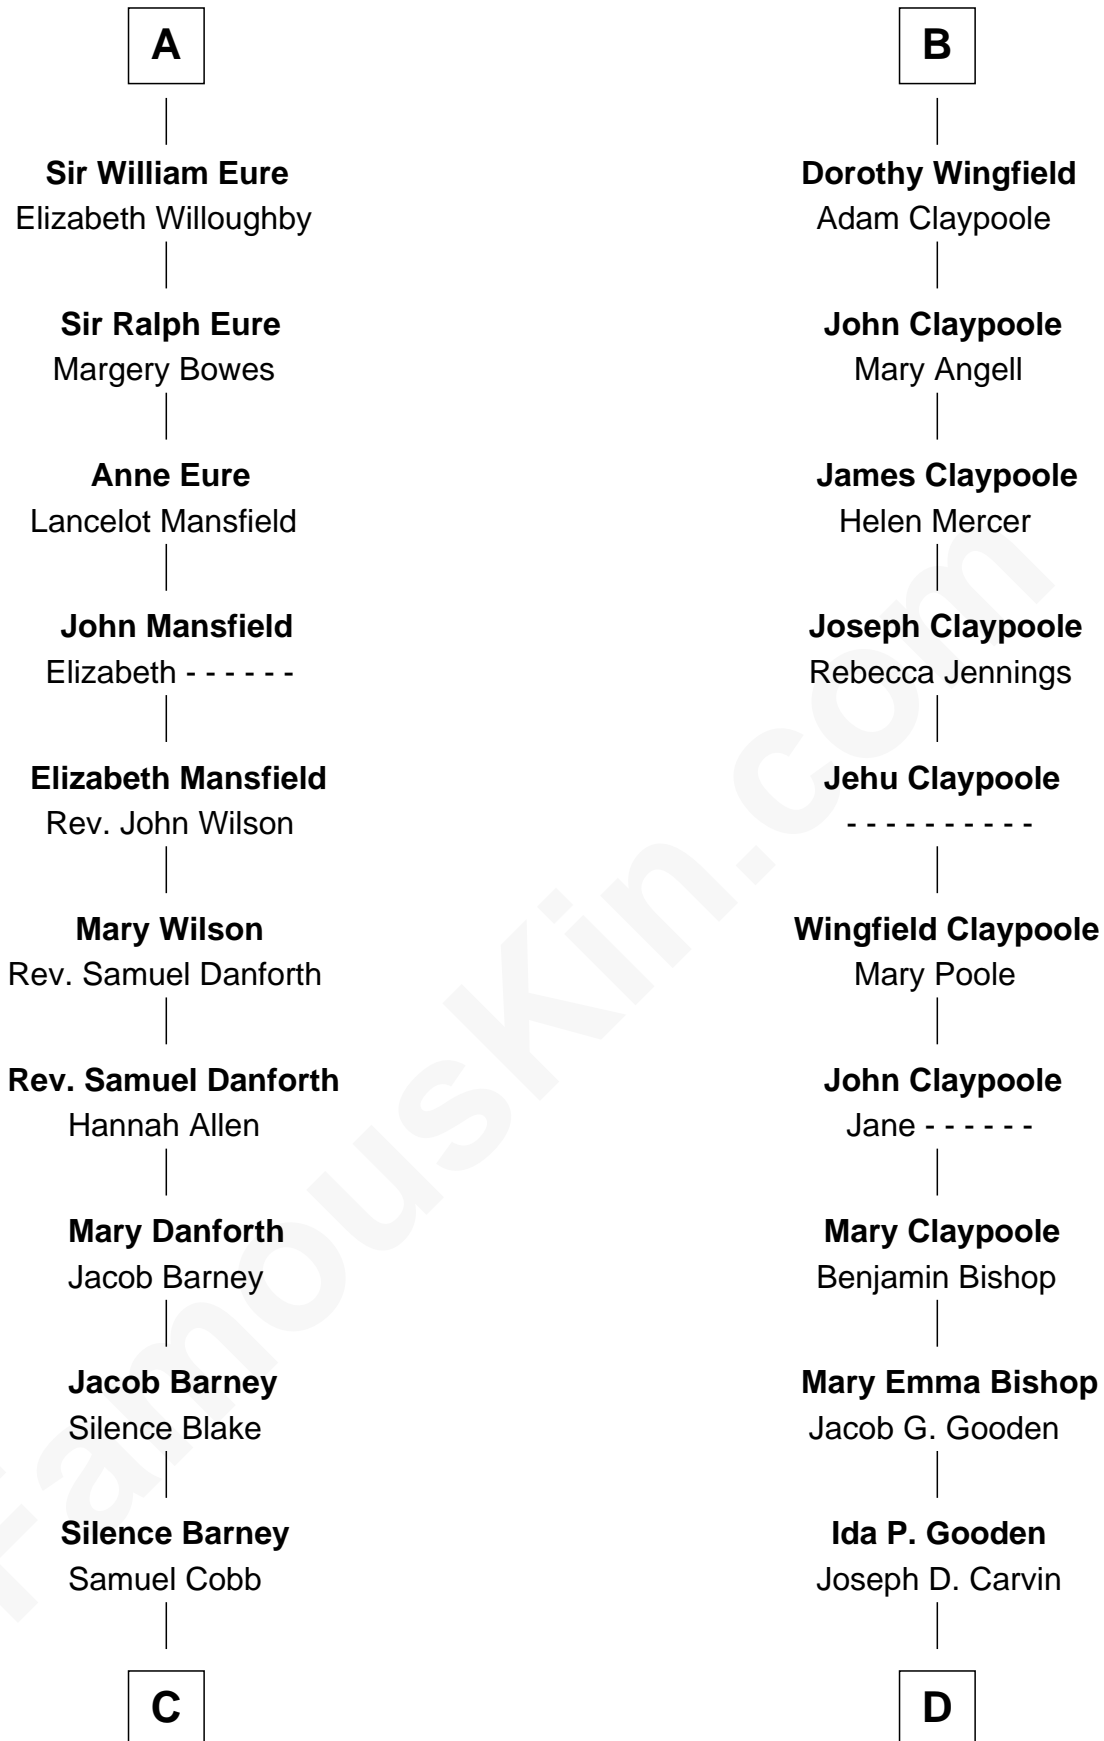 A
Sir William Eure
Elizabeth Willoughby
Sir Ralph Eure
Margery Bowes
Anne Eure
Lancelot Mansfield
John Mansfield
Elizabeth - - - - - -
Elizabeth Mansfield
Rev. John Wilson
Mary Wilson
Rev. Samuel Danforth
Rev. Samuel Danforth
Hannah Allen
Mary Danforth
Jacob Barney
Jacob Barney
Silence Blake
Silence Barney
Samuel Cobb
C
B
Dorothy Wingfield
Adam Claypoole
John Claypoole
Mary Angell
James Claypoole
Helen Mercer
Joseph Claypoole
Rebecca Jennings
Jehu Claypoole
- - - - - - - - - -
Wingfield Claypoole
Mary Poole
John Claypoole
Jane - - - - - -
Mary Claypoole
Benjamin Bishop
Mary Emma Bishop
Jacob G. Gooden
Ida P. Gooden
Joseph D. Carvin
D
FamousKin.com